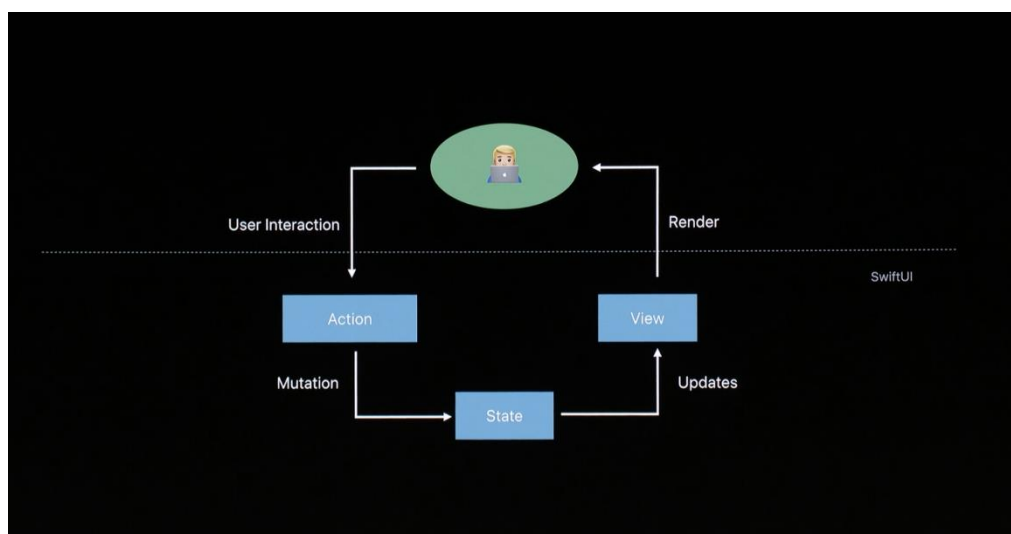 User Interaction
Render
SwiftUI
Action
View
Mutation
Updates
State